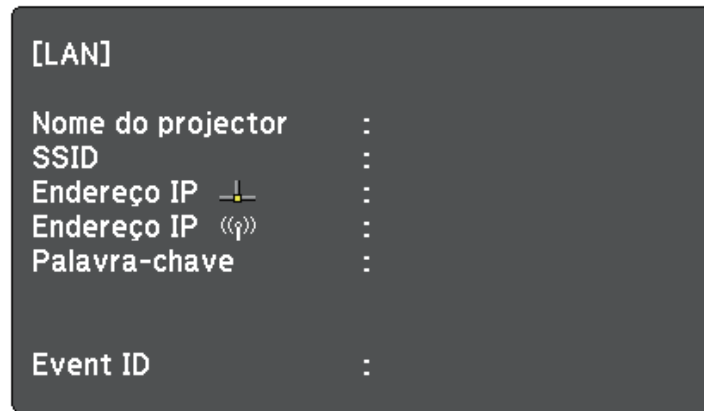 [LAN]
Nome do projector :
SSID :
Endereço IP :
Endereço IP :
Palavra-chave :
Event ID :